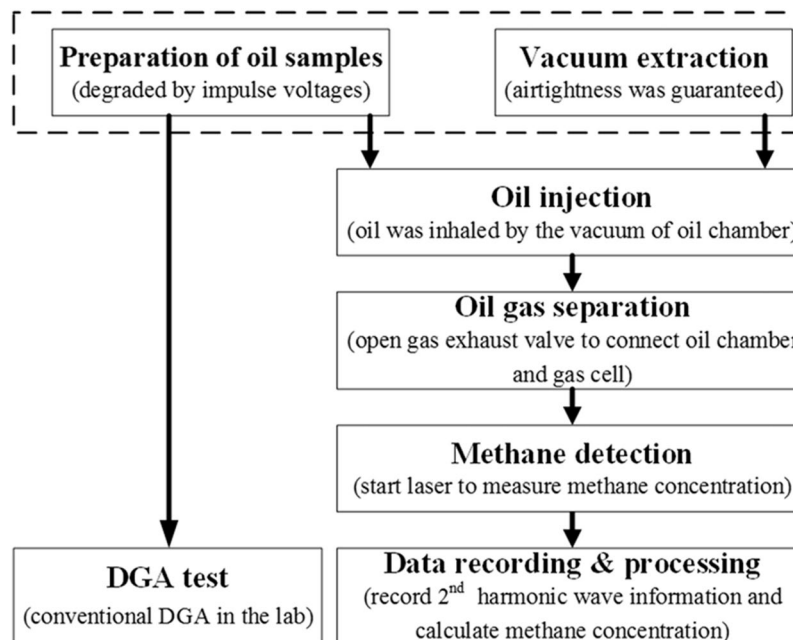 Preparation of oil samples
(degraded by impulse voltages)
Vacuum extraction
(airtightness was guaranteed)
Oil injection
(oil was inhaled by the vacuum of oil chamber)
Oil gas separation
(open gas exhaust valve to connect oil chamber
and gas cell)
Methane detection
(start laser to measure methane concentration)
DGA test
(conventional DGA in the lab)
Data recording & processing
(record 2nd harmonic wave information and
calculate methane concentration)